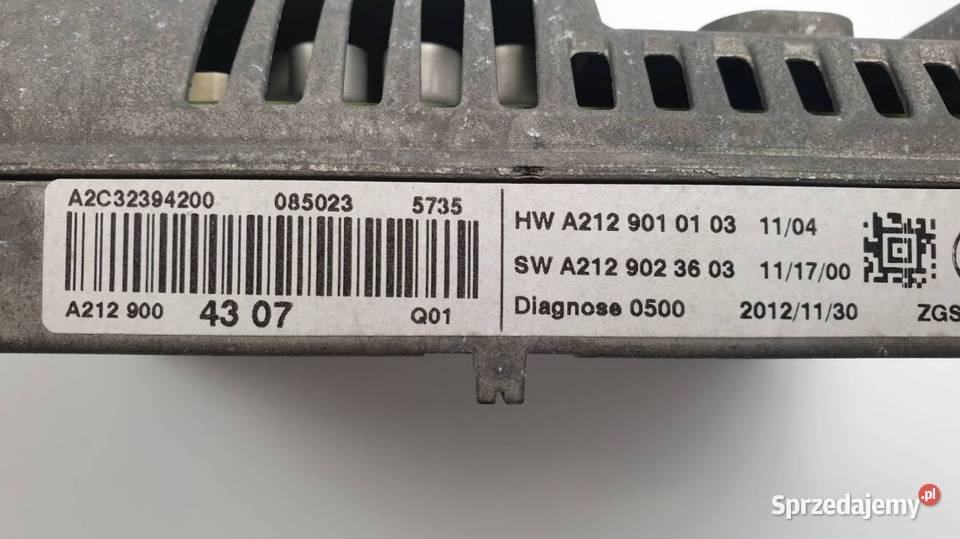 A2C32394200 085023 5735
A212 900 43 07 Q01
HW A212 901 01 03 11/04
SW A212 902 36 03 11/17/00
Diagnose 0500 2012/11/30 ZGS
Sprzedajemy.pl